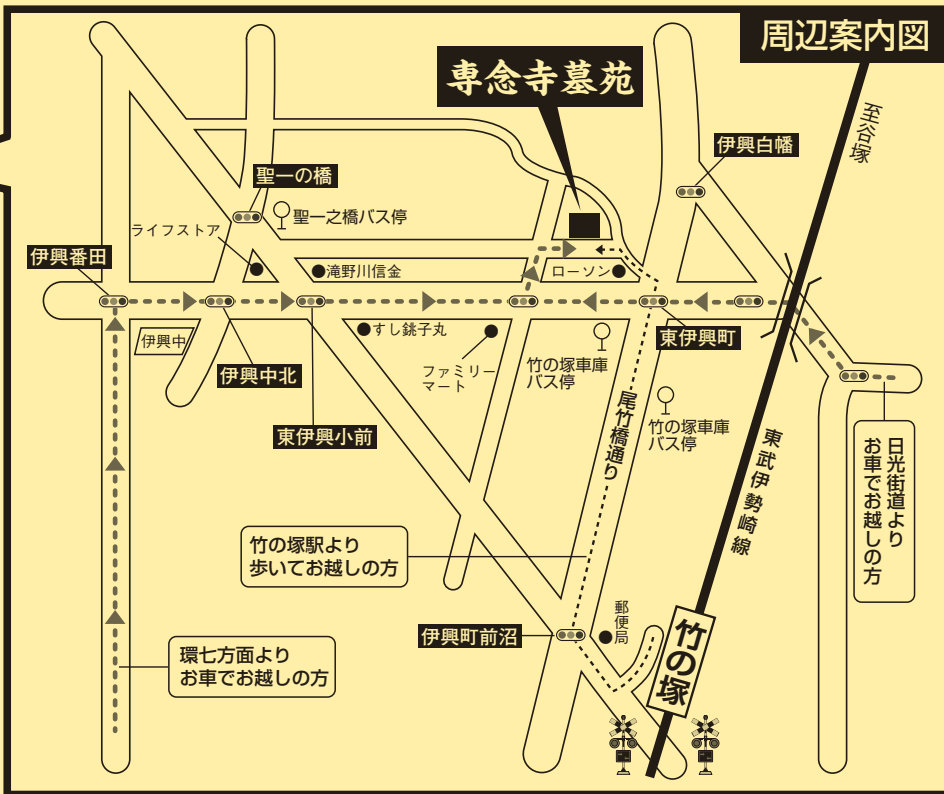 周辺案内図
専念寺墓苑
至谷塚
伊興白幡
聖一の橋
聖一之橋バス停
ライフストア
伊興番田
滝野川信金
ローソン
伊興中
すし銚子丸
ファミリー
マート
竹の塚車庫
バス停
東伊興町
伊興中北
尾竹橋通り
竹の塚車庫
バス停
東伊興小前
東武伊勢崎線
日光街道より
お車でお越しの方
竹の塚駅より
歩いてお越しの方
伊興町前沼
郵便局
竹の塚
環七方面より
お車でお越しの方